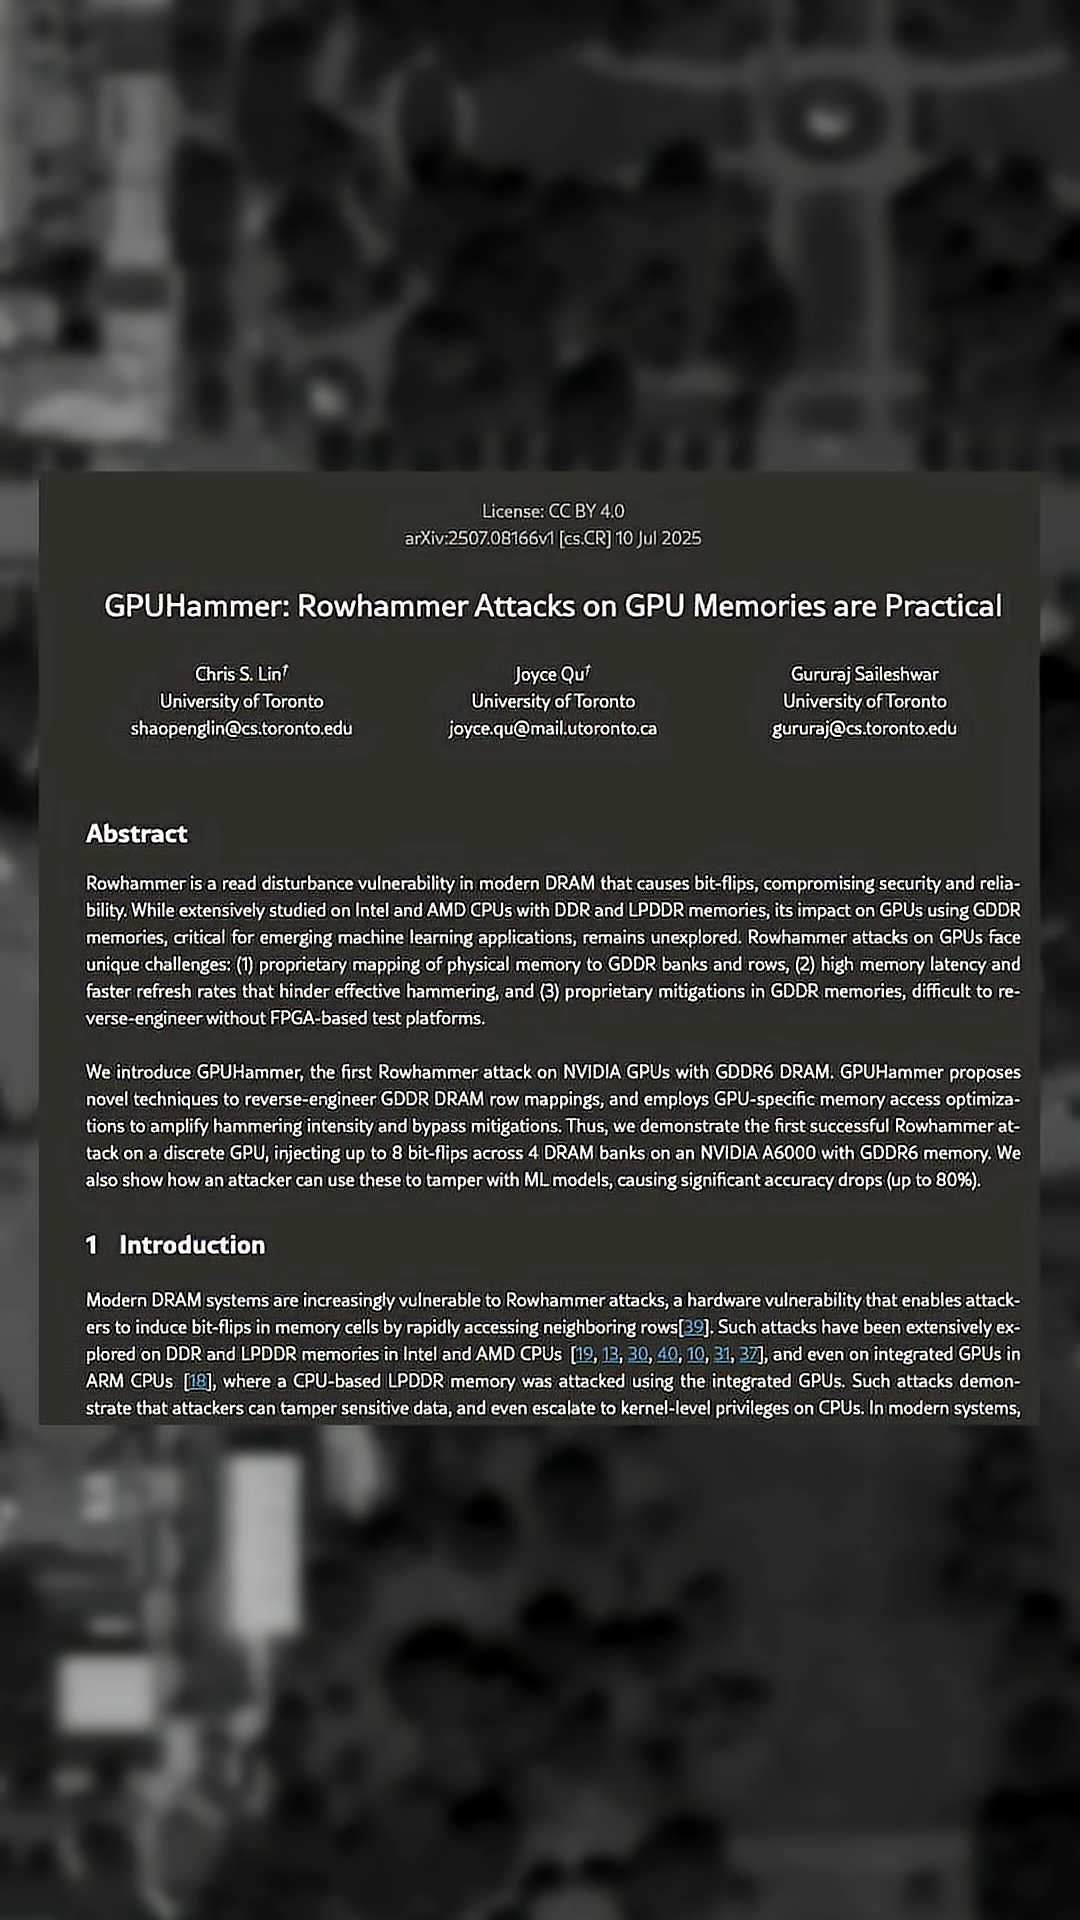 License: CC BY 4.0
arXiv:2507.08166v1 [cs.CR] 10 Jul 2025
GPUHammer: Rowhammer Attacks on GPU Memories are Practical
Chris S. Lin†
University of Toronto
shaopenglin@cs.toronto.edu
Joyce Qu†
University of Toronto
joyce.qu@mail.utoronto.ca
Gururaj Saileshwar
University of Toronto
gururaj@cs.toronto.edu
Abstract
Rowhammer is a read disturbance vulnerability in modern DRAM that causes bit-flips, compromising security and relia-
bility. While extensively studied on Intel and AMD CPUs with DDR and LPDDR memories, its impact on GPUs using GDDR
memories, critical for emerging machine learning applications, remains unexplored. Rowhammer attacks on GPUs face
unique challenges: (1) proprietary mapping of physical memory to GDDR banks and rows, (2) high memory latency and
faster refresh rates that hinder effective hammering, and (3) proprietary mitigations in GDDR memories, difficult to re-
verse-engineer without FPGA-based test platforms.
We introduce GPUHammer, the first Rowhammer attack on NVIDIA GPUs with GDDR6 DRAM. GPUHammer proposes
novel techniques to reverse-engineer GDDR DRAM row mappings, and employs GPU-specific memory access optimiza-
tions to amplify hammering intensity and bypass mitigations. Thus, we demonstrate the first successful Rowhammer at-
tack on a discrete GPU, injecting up to 8 bit-flips across 4 DRAM banks on an NVIDIA A6000 with GDDR6 memory. We
also show how an attacker can use these to tamper with ML models, causing significant accuracy drops (up to 80%).
1 Introduction
Modern DRAM systems are increasingly vulnerable to Rowhammer attacks, a hardware vulnerability that enables attack-
ers to induce bit-flips in memory cells by rapidly accessing neighboring rows[39]. Such attacks have been extensively ex-
plored on DDR and LPDDR memories in Intel and AMD CPUs [19, 13, 30, 40, 10, 31, 37], and even on integrated GPUs in
ARM CPUs [18], where a CPU-based LPDDR memory was attacked using the integrated GPUs. Such attacks demon-
strate that attackers can tamper sensitive data, and even escalate to kernel-level privileges on CPUs. In modern systems,